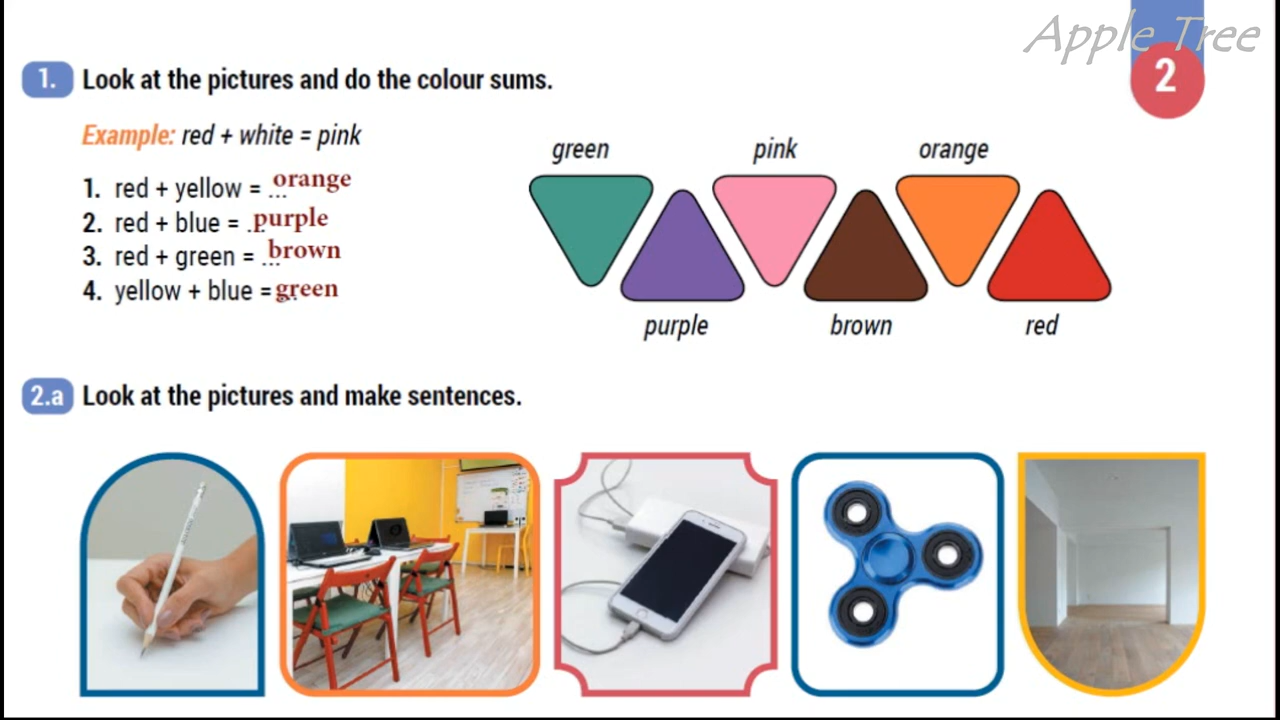 Apple Tree
2
1. Look at the pictures and do the colour sums.
Example: red + white = pink
1. red + yellow = ... orange
2. red + blue = ... purple
3. red + green = ... brown
4. yellow + blue = green
green pink orange
purple brown red
2.a Look at the pictures and make sentences.